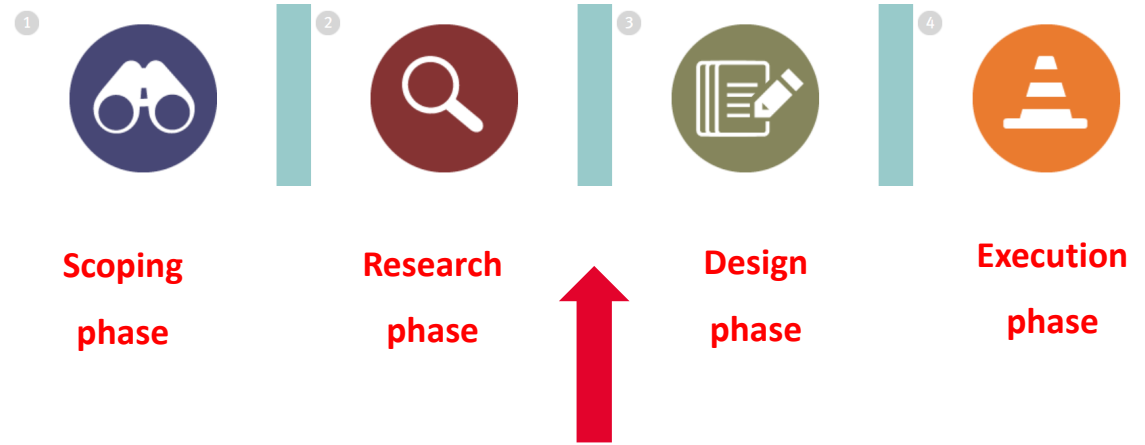 1
2
3
4
Scoping
phase
Research
phase
Design
phase
Execution
phase